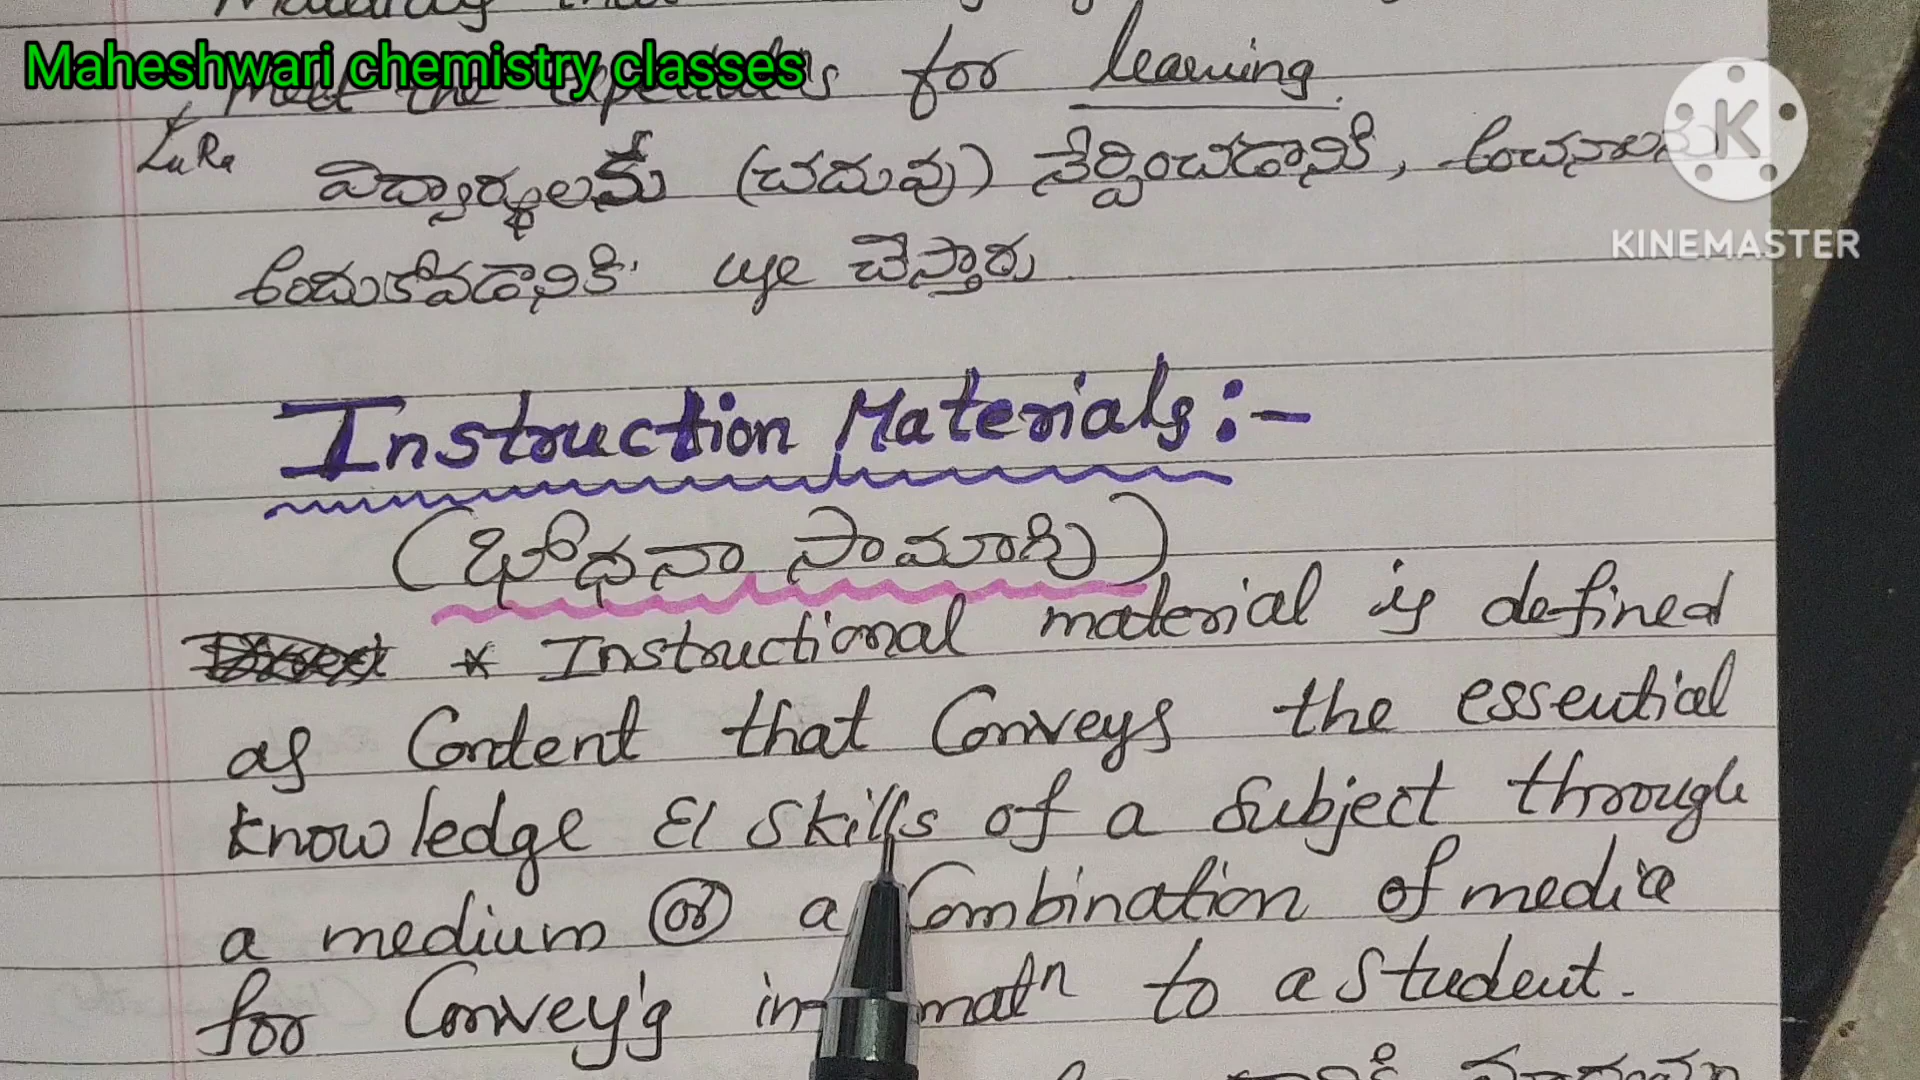 Maheshwari chemistry classes
meet the for learning.
విద్యార్థులకు (చదువు) నేర్పించడానికి,
అందుకోవడానికి use చేస్తారు.
KINEMASTER
Instruction Materials:-
(భోధనా సామాగ్రి)
* Instructional material is defined
as Content that Conveys the essential
knowledge & skills of a Subject through
a medium (or) a Combination of media
for Convey'g to a student.